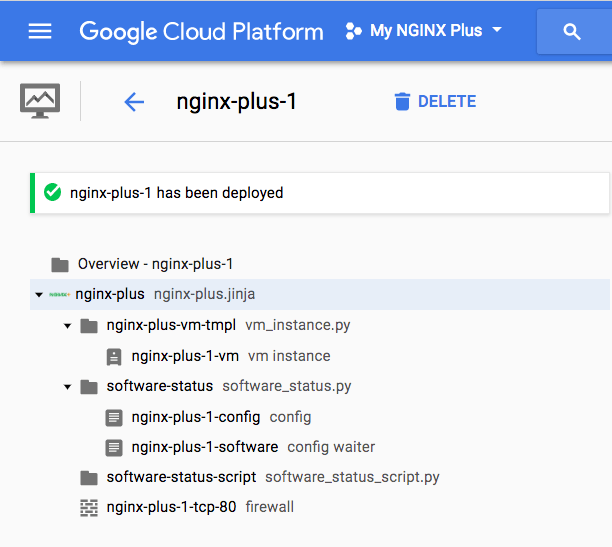 Google Cloud Platform My NGINX Plus
nginx-plus-1 DELETE
nginx-plus-1 has been deployed
Overview - nginx-plus-1
nginx-plus nginx-plus.jinja
nginx-plus-vm-tmpl vm_instance.py
nginx-plus-1-vm vm instance
software-status software_status.py
nginx-plus-1-config config
nginx-plus-1-software config waiter
software-status-script software_status_script.py
nginx-plus-1-tcp-80 firewall